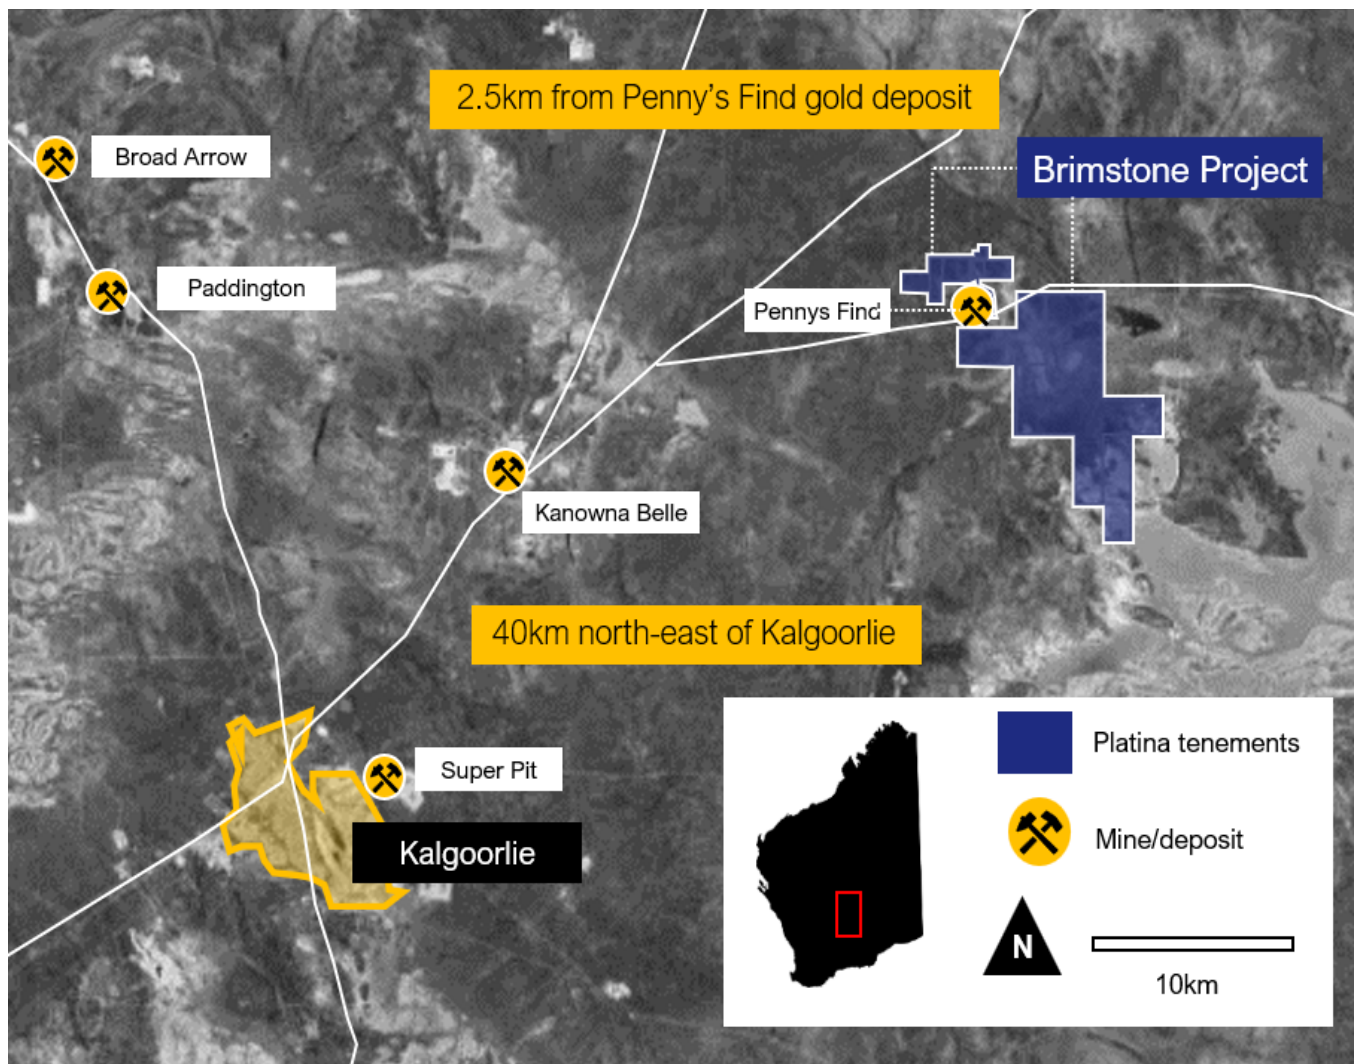 2.5km from Penny's Find gold deposit
Broad Arrow
Brimstone Project
Paddington
Pennys Find
Kanowna Belle
40km north-east of Kalgoorlie
Super Pit
Kalgoorlie
Platina tenements
Mine/deposit
N
10km